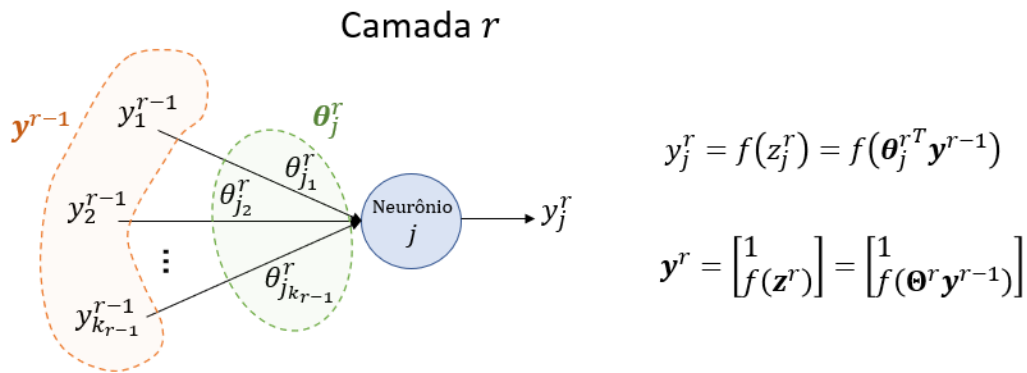 Camada r
𝒚^{r−1}
y_1^{r−1}
y_2^{r−1}
⋮
y_{k_{r−1}}^{r−1}
𝜽_j^r
θ_{j_1}^r
θ_{j_2}^r
θ_{j_{k_{r−1}}}^r
Neurônio
j
y_j^r
y_j^r = f(z_j^r) = f(𝜽_j^{r T} 𝒚^{r−1})
𝒚^r = [1 f(𝒛^r)] = [1 f(𝚯^r 𝒚^{r−1})]